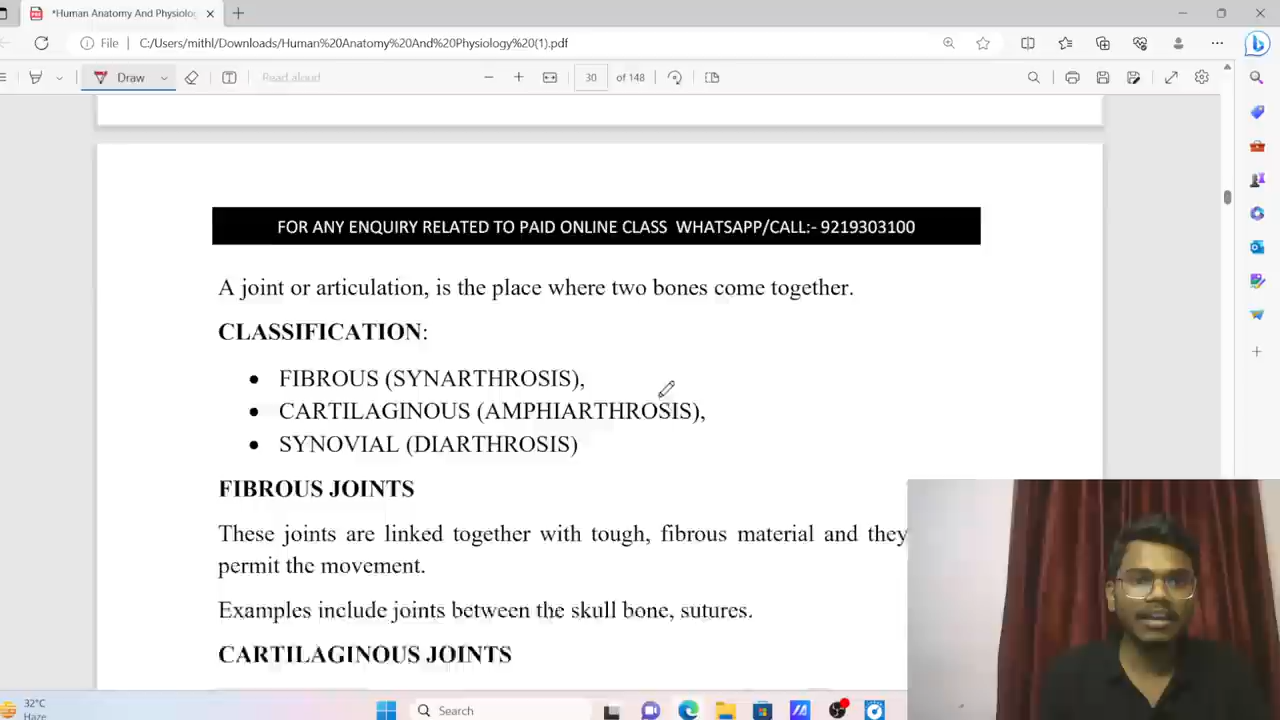 *Human Anatomy And Physiolog
File C:/Users/mithl/Downloads/Human%20Anatomy%20And%20Physiology%20(1).pdf
Draw Read aloud 30 of 148
FOR ANY ENQUIRY RELATED TO PAID ONLINE CLASS WHATSAPP/CALL:- 9219303100
A joint or articulation, is the place where two bones come together.
CLASSIFICATION:
• FIBROUS (SYNARTHROSIS),
• CARTILAGINOUS (AMPHIARTHROSIS),
• SYNOVIAL (DIARTHROSIS)
FIBROUS JOINTS
These joints are linked together with tough, fibrous material and they
permit the movement.
Examples include joints between the skull bone, sutures.
CARTILAGINOUS JOINTS
32°C
Haze
Search